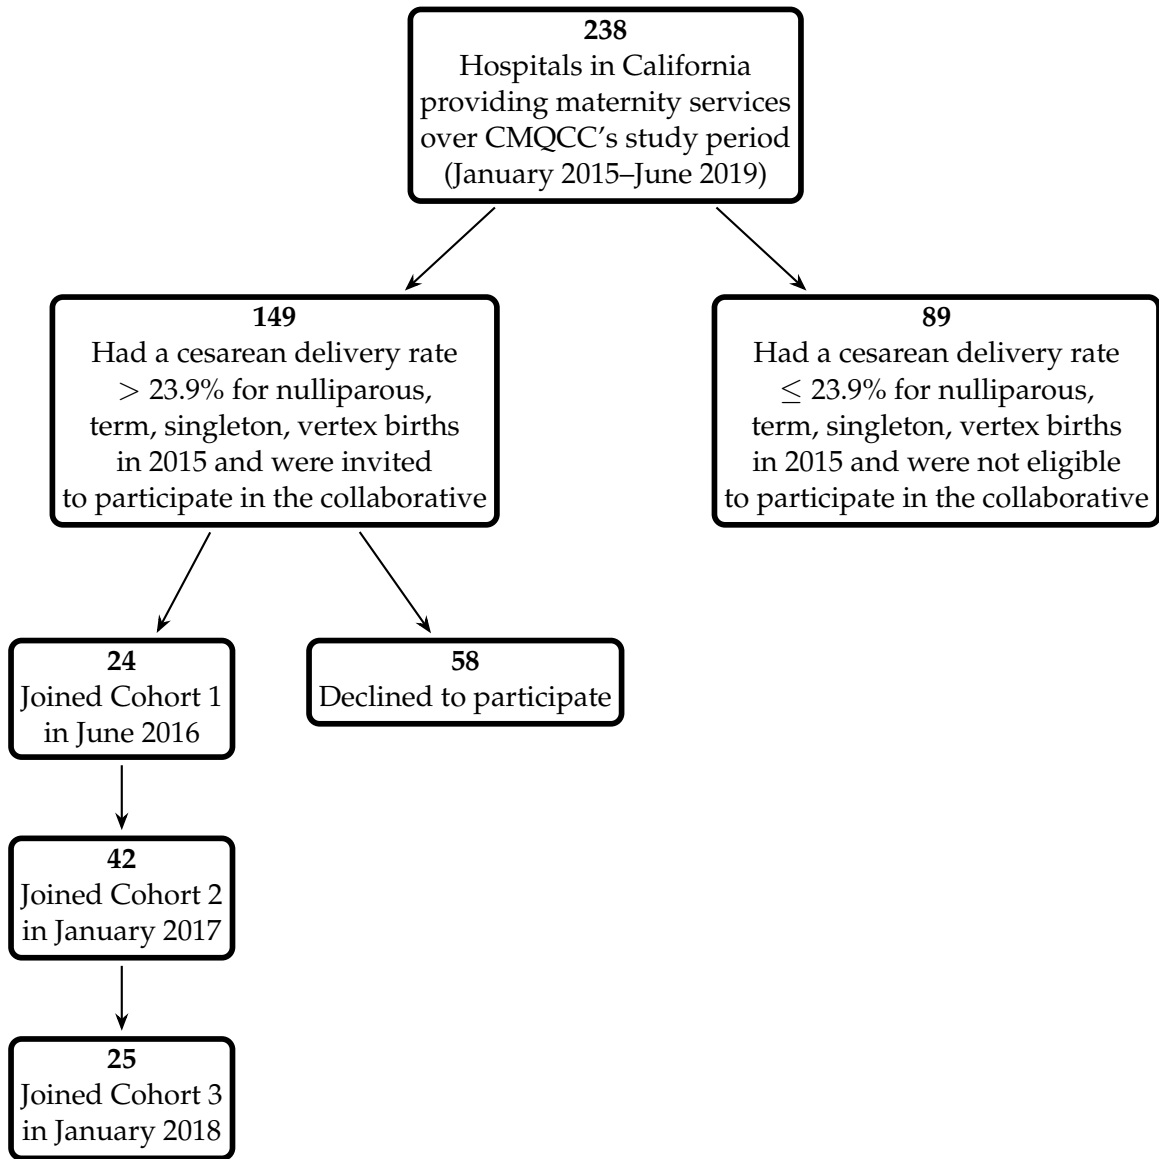 238
Hospitals in California
providing maternity services
over CMQCC’s study period
(January 2015–June 2019)
149
Had a cesarean delivery rate
> 23.9% for nulliparous,
term, singleton, vertex births
in 2015 and were invited
to participate in the collaborative
89
Had a cesarean delivery rate
≤ 23.9% for nulliparous,
term, singleton, vertex births
in 2015 and were not eligible
to participate in the collaborative
24
Joined Cohort 1
in June 2016
58
Declined to participate
42
Joined Cohort 2
in January 2017
25
Joined Cohort 3
in January 2018